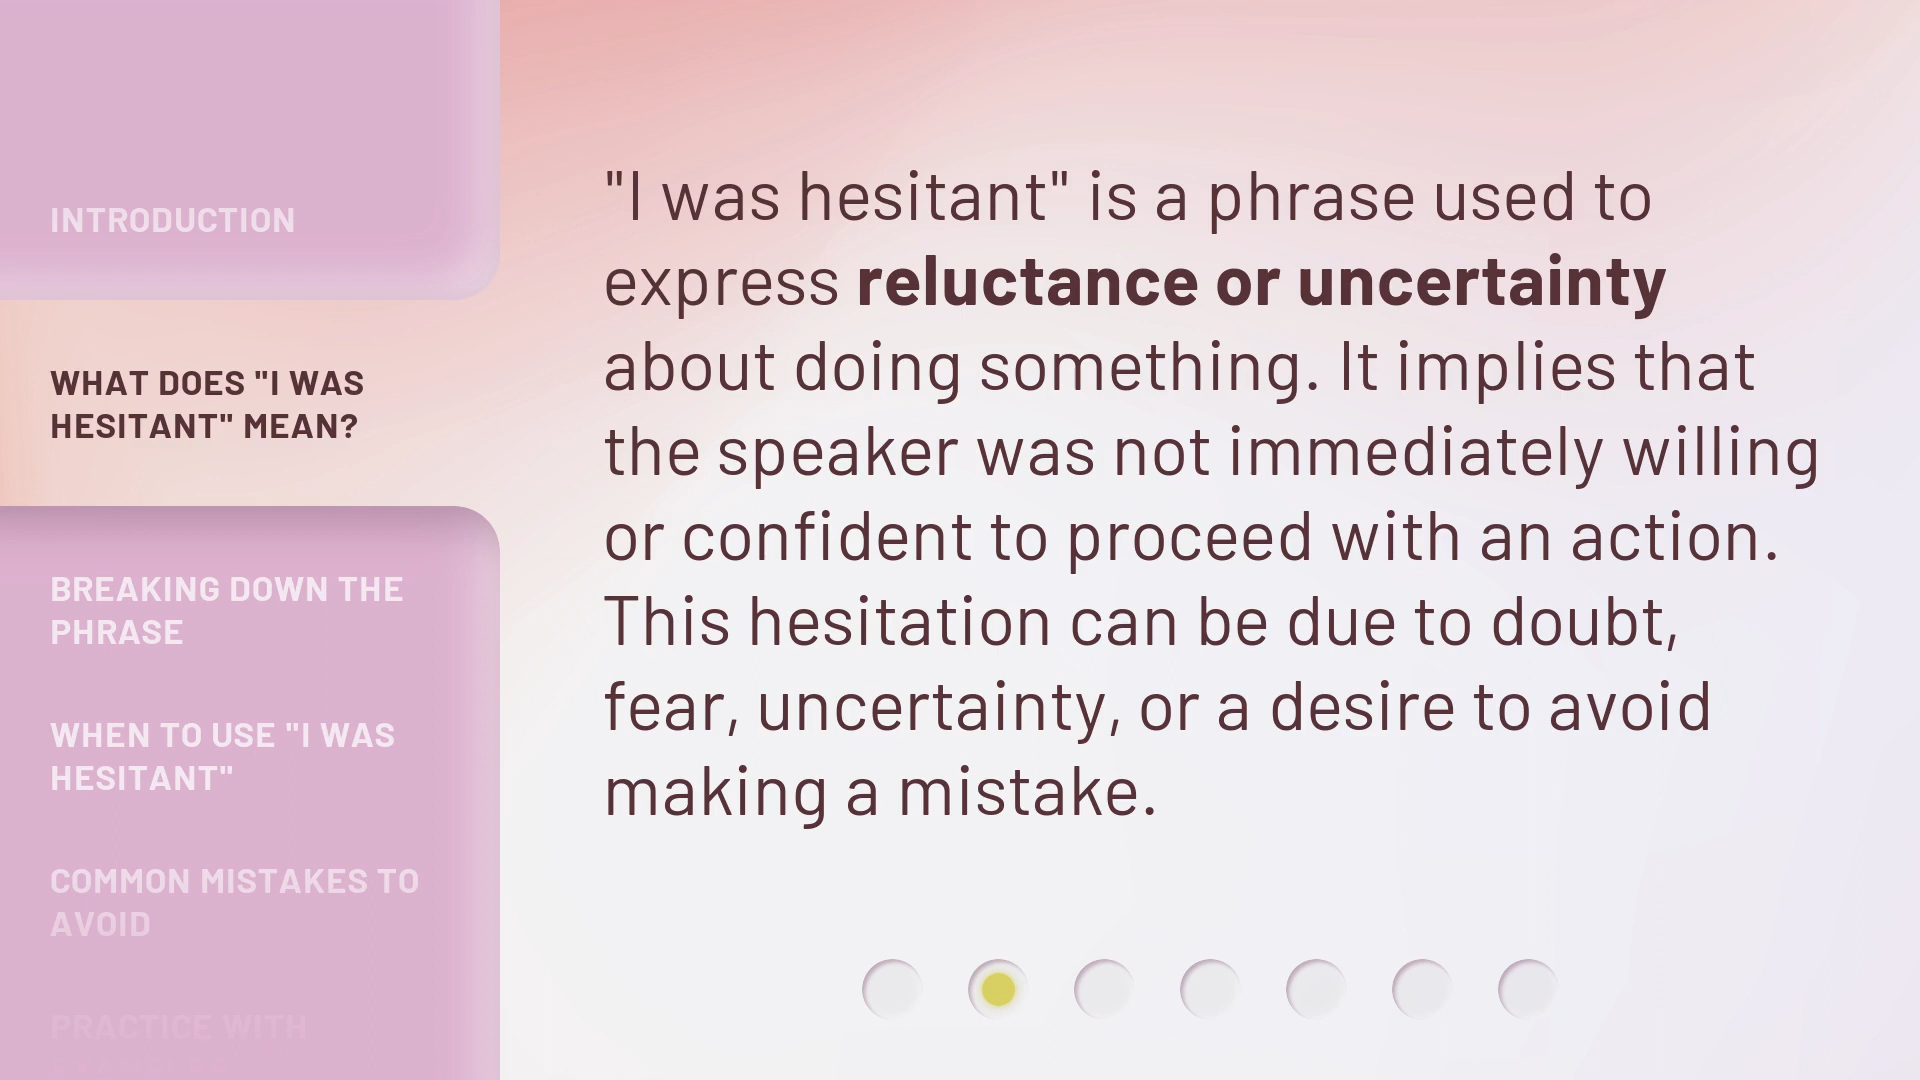 INTRODUCTION
WHAT DOES "I WAS
HESITANT" MEAN?
BREAKING DOWN THE
PHRASE
WHEN TO USE "I WAS
HESITANT"
COMMON MISTAKES TO
AVOID
PRACTICE WITH
"I was hesitant" is a phrase used to
express reluctance or uncertainty
about doing something. It implies that
the speaker was not immediately willing
or confident to proceed with an action.
This hesitation can be due to doubt,
fear, uncertainty, or a desire to avoid
making a mistake.